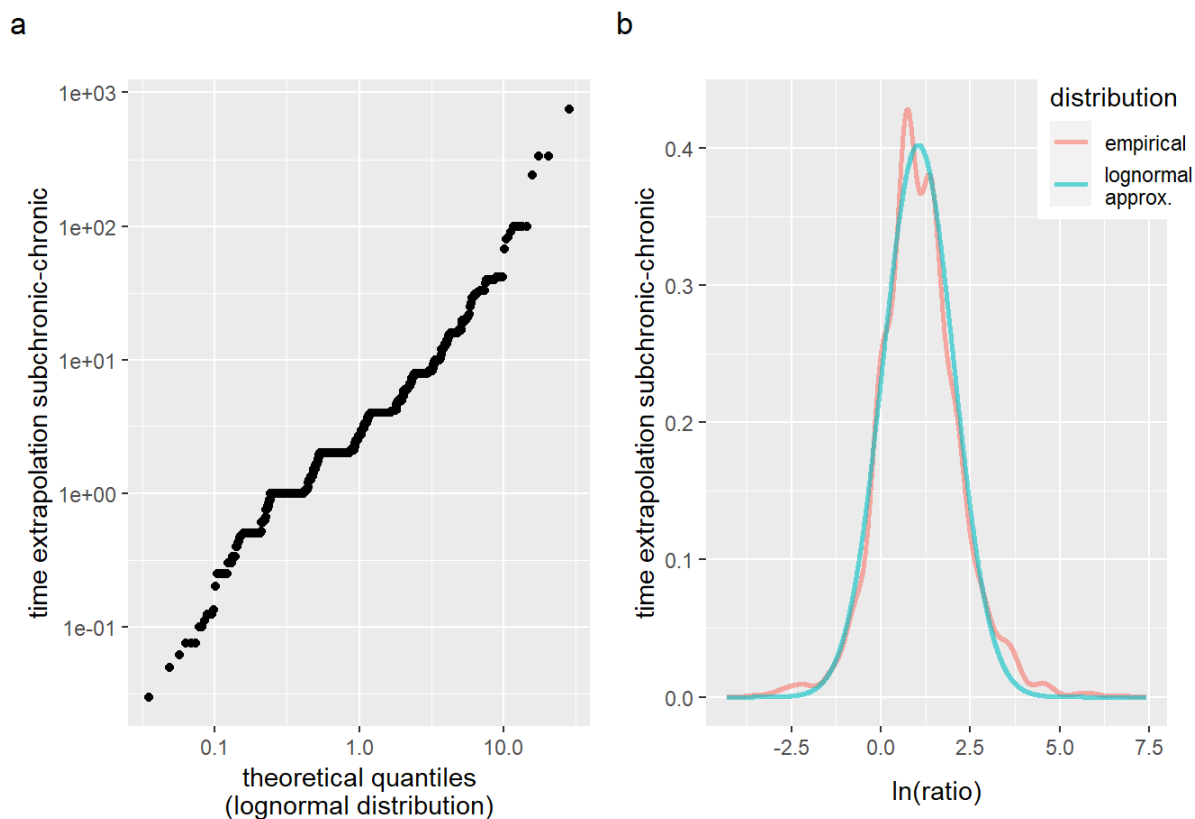 a
time extrapolation subchronic-chronic
1e+03
1e+02
1e+01
1e+00
1e-01
0.1
1.0
10.0
theoretical quantiles
(lognormal distribution)
b
time extrapolation subchronic-chronic
0.4
0.3
0.2
0.1
0.0
-2.5
0.0
2.5
5.0
7.5
ln(ratio)
distribution
empirical
lognormal
approx.